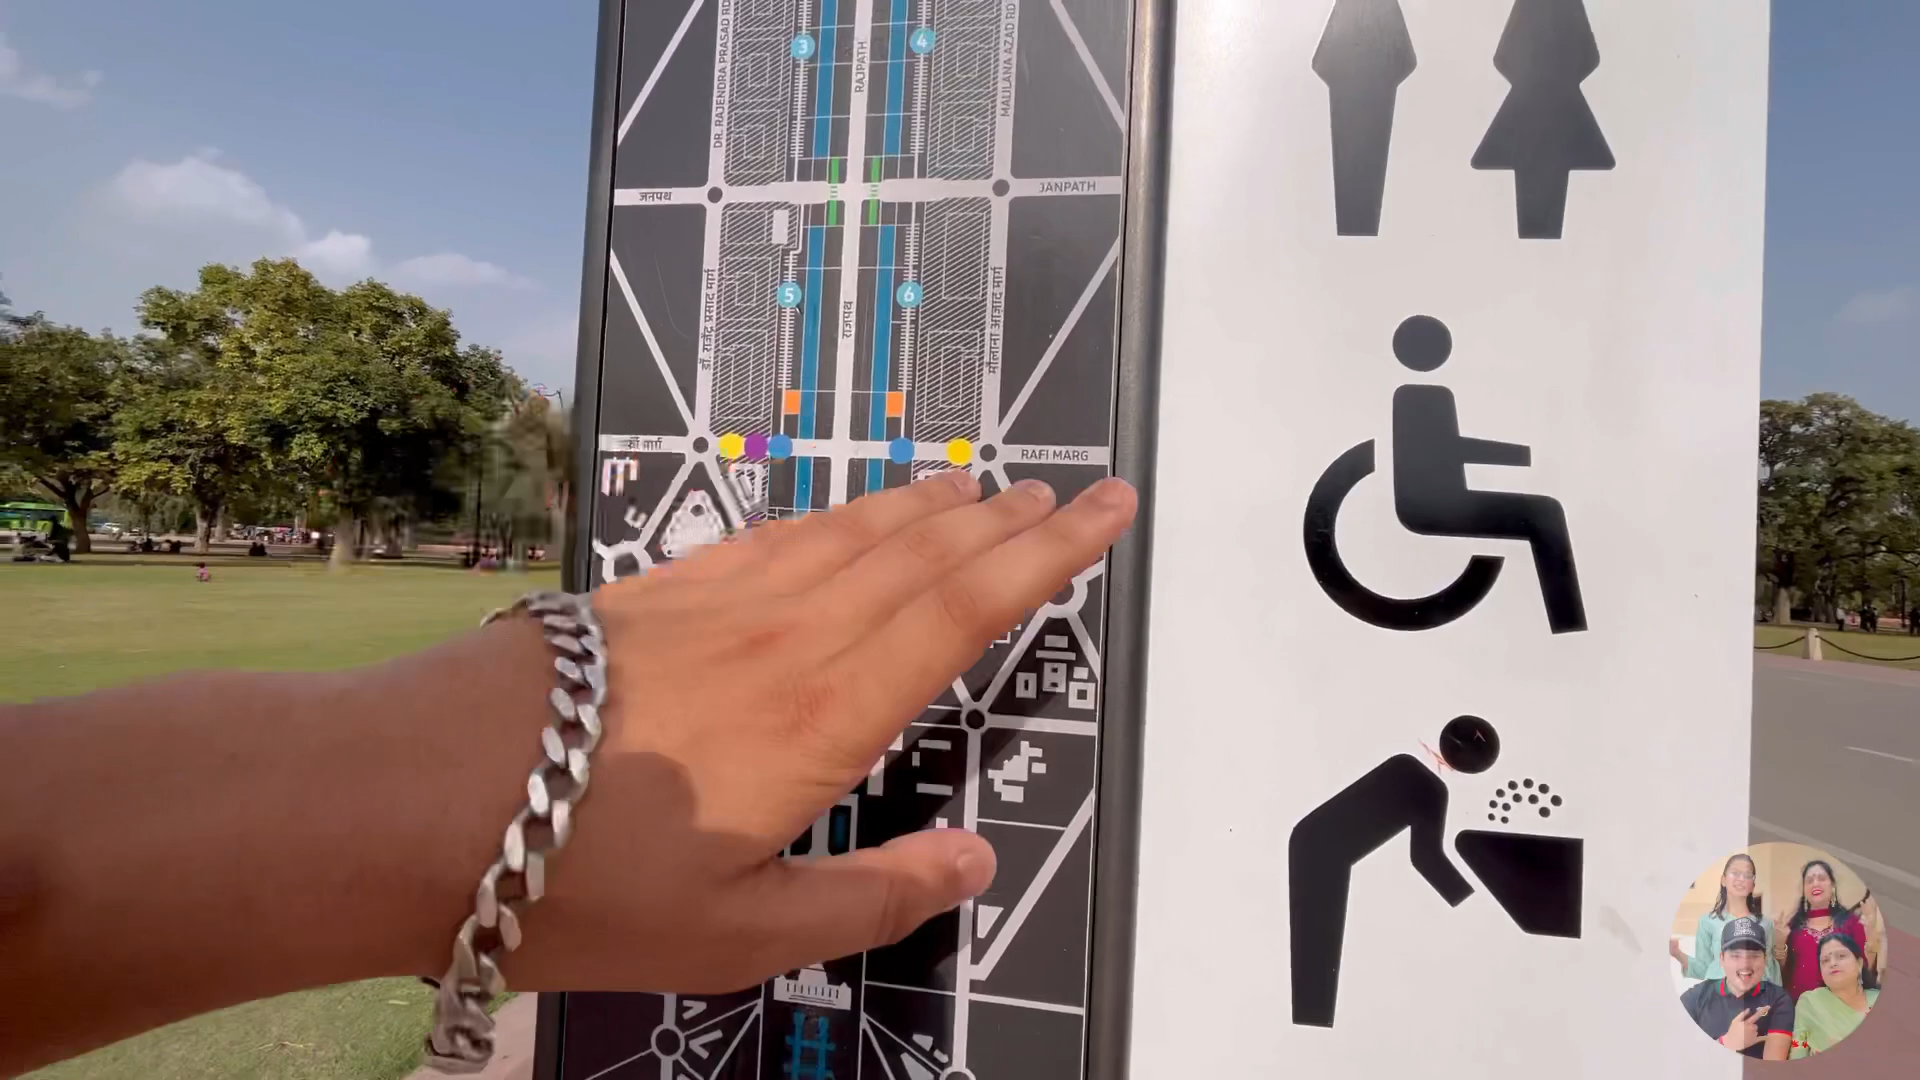 DR. RAJENDRA PRASAD RD
3
RAJPATH
4
MAULANA AZAD RD
जनपथ
JANPATH
डॉ. राजेंद्र प्रसाद मार्ग
5
राजपथ
6
मौलाना आज़ाद मार्ग
मार्ग
RAFI MARG